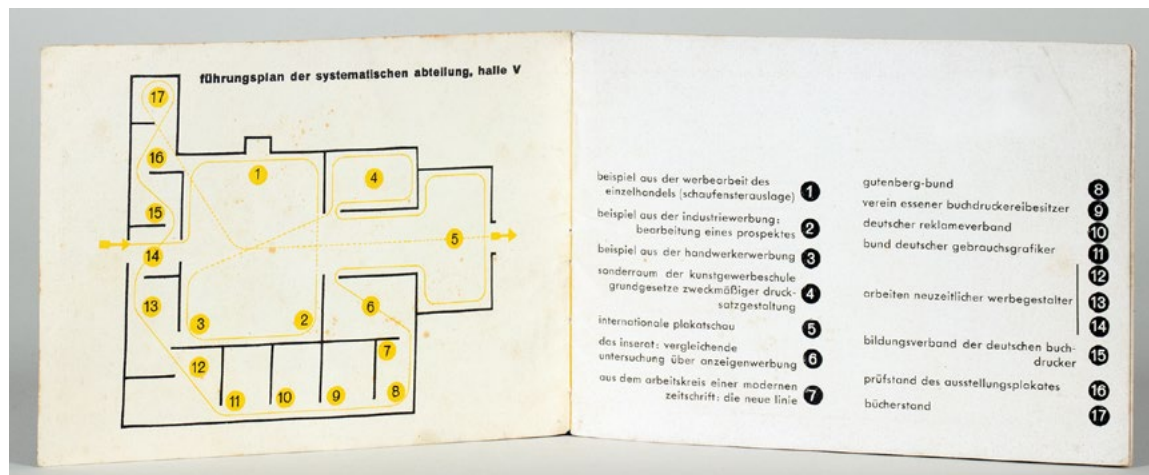 führungsplan der systematischen abteilung, halle V
17
16
1
4
15
5
14
13
6
3
2
7
12
11
10
9
8
beispiel aus der werbearbeit des
einzelhandels (schaufensterauslage) 1
beispiel aus der industriewerbung:
bearbeitung eines prospektes 2
beispiel aus der handwerkerwerbung 3
sonderraum der kunstgewerbeschule
grundgesetze zweckmäßiger druck- 4
satzgestaltung
internationale plakatschau 5
das inserat: vergleichende
untersuchung über anzeigenwerbung 6
aus dem arbeitskreis einer modernen
zeitschrift: die neue linie 7
gutenberg-bund 8
verein essener buchdruckereibesitzer 9
deutscher reklameverband 10
bund deutscher gebrauchsgrafiker 11
12
arbeiten neuzeitlicher werbegestalter 13
14
bildungsverband der deutschen buch-
drucker 15
prüfstand des ausstellungsplakates 16
bücherstand 17